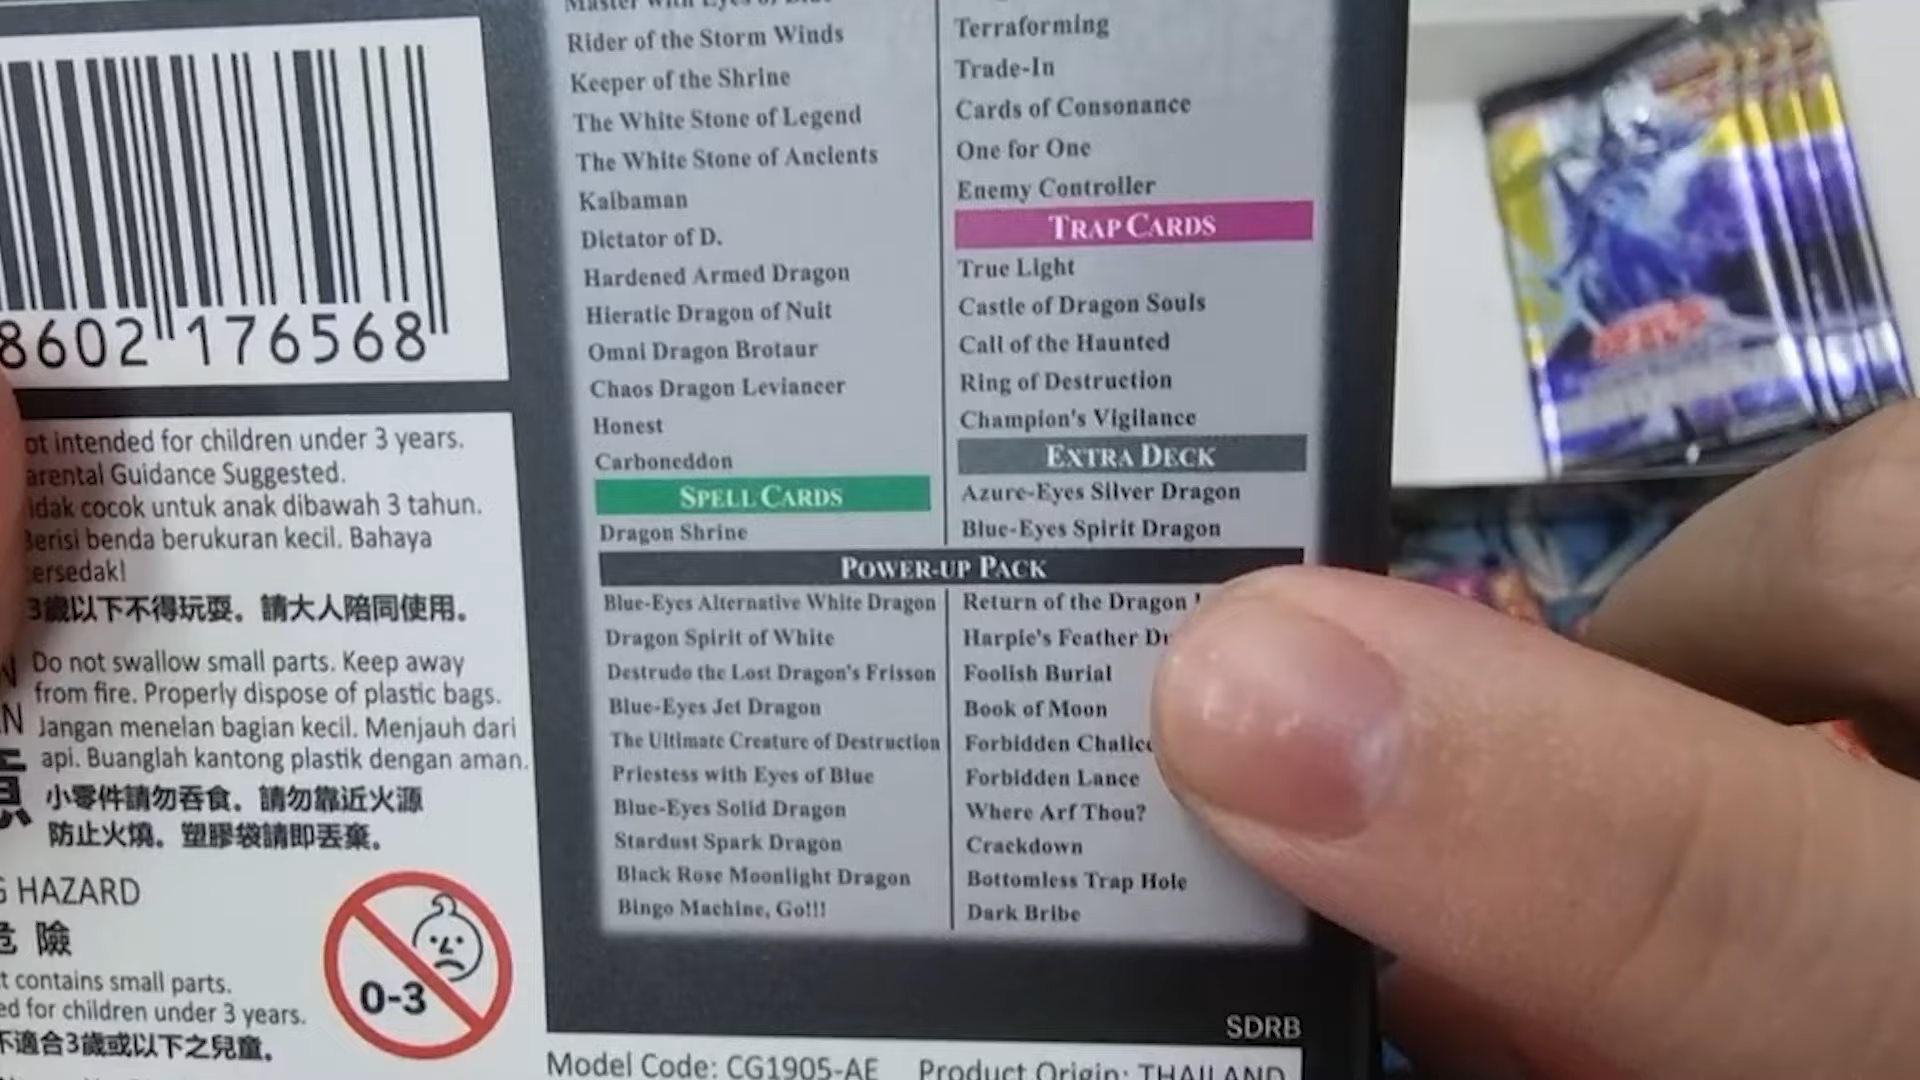 8602 176568
ot intended for children under 3 years.
arental Guidance Suggested.
idak cocok untuk anak dibawah 3 tahun.
Berisi benda berukuran kecil. Bahaya
tersedak!
3歲以下不得玩耍。請大人陪同使用。
Do not swallow small parts. Keep away
from fire. Properly dispose of plastic bags.
Jangan menelan bagian kecil. Menjauh dari
api. Buanglah kantong plastik dengan aman.
小零件請勿吞食。請勿靠近火源
防止火燒。塑膠袋請即丟棄。
G HAZARD
危 險
t contains small parts.
ed for children under 3 years.
不適合3歲或以下之兒童。
0-3
Master with Eyes of Blue
Rider of the Storm Winds
Keeper of the Shrine
The White Stone of Legend
The White Stone of Ancients
Kaibaman
Dictator of D.
Hardened Armed Dragon
Hieratic Dragon of Nuit
Omni Dragon Brotaur
Chaos Dragon Levianeer
Honest
Carboneddon
SPELL CARDS
Dragon Shrine
Terraforming
Trade-In
Cards of Consonance
One for One
Enemy Controller
TRAP CARDS
True Light
Castle of Dragon Souls
Call of the Haunted
Ring of Destruction
Champion's Vigilance
EXTRA DECK
Azure-Eyes Silver Dragon
Blue-Eyes Spirit Dragon
POWER-UP PACK
Blue-Eyes Alternative White Dragon
Dragon Spirit of White
Destrudo the Lost Dragon's Frisson
Blue-Eyes Jet Dragon
The Ultimate Creature of Destruction
Priestess with Eyes of Blue
Blue-Eyes Solid Dragon
Stardust Spark Dragon
Black Rose Moonlight Dragon
Bingo Machine, Go!!!
Return of the Dragon
Harpie's Feather Du
Foolish Burial
Book of Moon
Forbidden Chalice
Forbidden Lance
Where Arf Thou?
Crackdown
Bottomless Trap Hole
Dark Bribe
SDRB
Model Code: CG1905-AE Product Origin: THAILAND